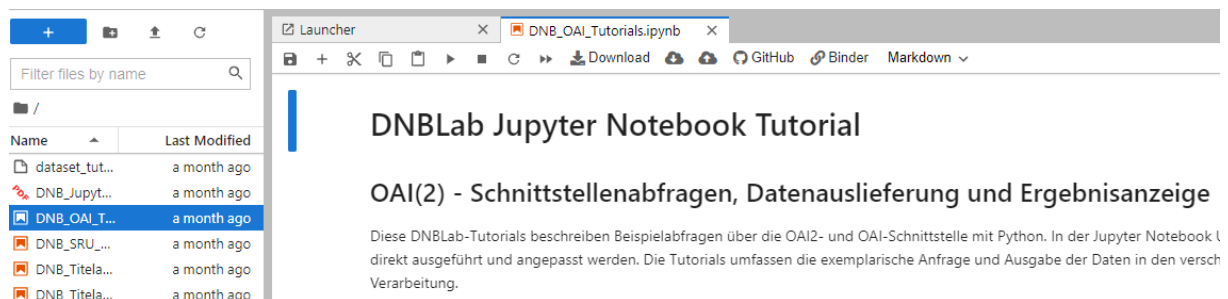 Launcher
DNB_OAI_Tutorials.ipynb
Filter files by name
Download GitHub Binder Markdown
/
Name Last Modified
dataset_tut... a month ago
DNB_Jupyt... a month ago
DNB_OAI_T... a month ago
DNB_SRU_... a month ago
DNB_Titela... a month ago
DNB_Titela... a month ago
DNBLab Jupyter Notebook Tutorial
OAI(2) - Schnittstellenabfragen, Datenauslieferung und Ergebnisanzeige
Diese DNBLab-Tutorials beschreiben Beispielabfragen über die OAI2- und OAI-Schnittstelle mit Python. In der Jupyter Notebook
direkt ausgeführt und angepasst werden. Die Tutorials umfassen die exemplarische Anfrage und Ausgabe der Daten in den versch
Verarbeitung.